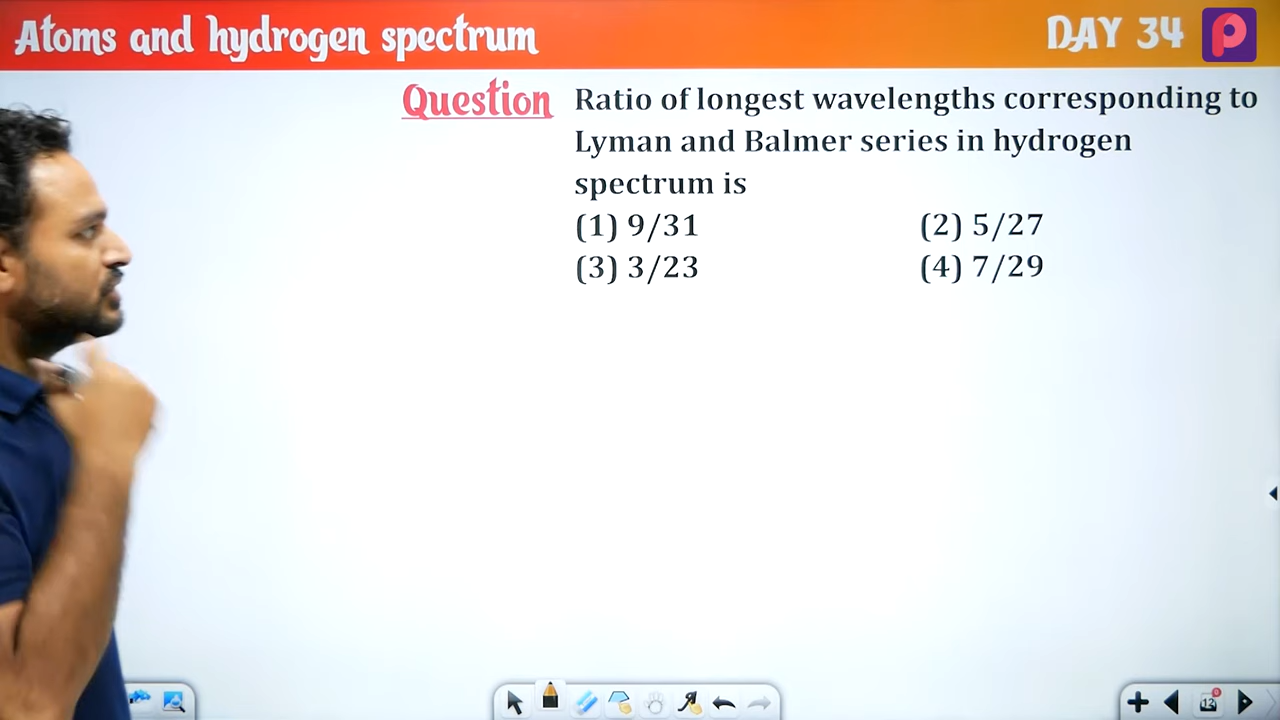 Atoms and hydrogen spectrum
DAY 34
Question
Ratio of longest wavelengths corresponding to
Lyman and Balmer series in hydrogen
spectrum is
(1) 9/31 (2) 5/27
(3) 3/23 (4) 7/29
12